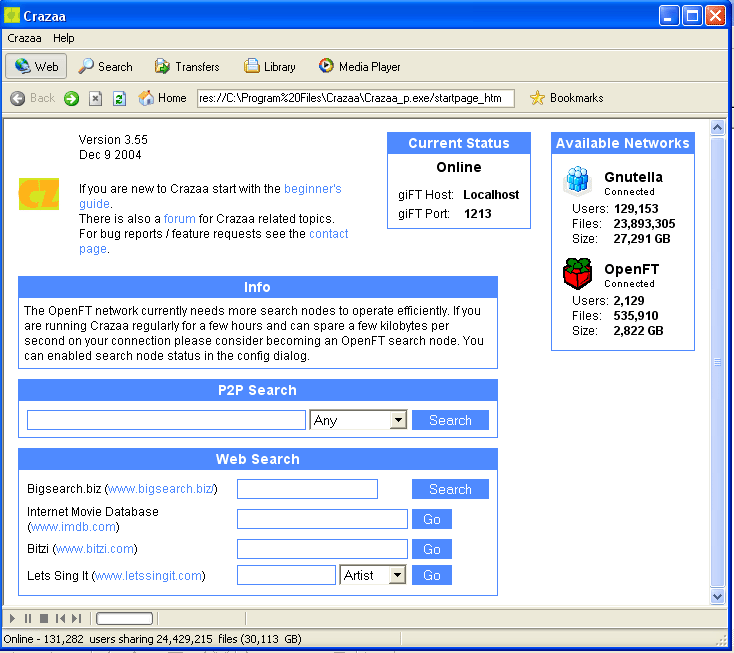 Crazaa
Crazaa Help
Web Search Transfers Library Media Player
Back Home res://C:\Program%20Files\Crazaa\Crazaa_p.exe/startpage_htm Bookmarks
Version 3.55
Dec 9 2004
CZ
If you are new to Crazaa start with the beginner's
guide.
There is also a forum for Crazaa related topics.
For bug reports / feature requests see the contact
page.
Current Status
Online
giFT Host: Localhost
giFT Port: 1213
Available Networks
Gnutella
Connected
Users: 129,153
Files: 23,893,305
Size: 27,291 GB
OpenFT
Connected
Users: 2,129
Files: 535,910
Size: 2,822 GB
Info
The OpenFT network currently needs more search nodes to operate efficiently. If you
are running Crazaa regularly for a few hours and can spare a few kilobytes per
second on your connection please consider becoming an OpenFT search node. You
can enabled search node status in the config dialog.
P2P Search
Any Search
Web Search
Bigsearch.biz (www.bigsearch.biz/) Search
Internet Movie Database
(www.imdb.com) Go
Bitzi (www.bitzi.com) Go
Lets Sing It (www.letssingit.com) Artist Go
Online - 131,282 users sharing 24,429,215 files (30,113 GB)